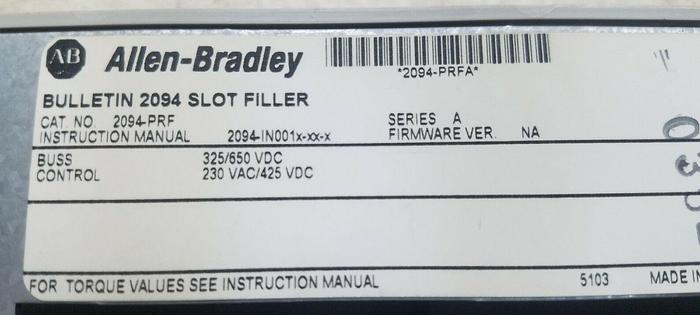 AB Allen-Bradley
*2094-PRFA*
BULLETIN 2094 SLOT FILLER
CAT. NO. 2094-PRF SERIES A
INSTRUCTION MANUAL 2094-IN001x-xx-x FIRMWARE VER. NA
BUSS 325/650 VDC
CONTROL 230 VAC/425 VDC
FOR TORQUE VALUES SEE INSTRUCTION MANUAL 5103 MADE IN